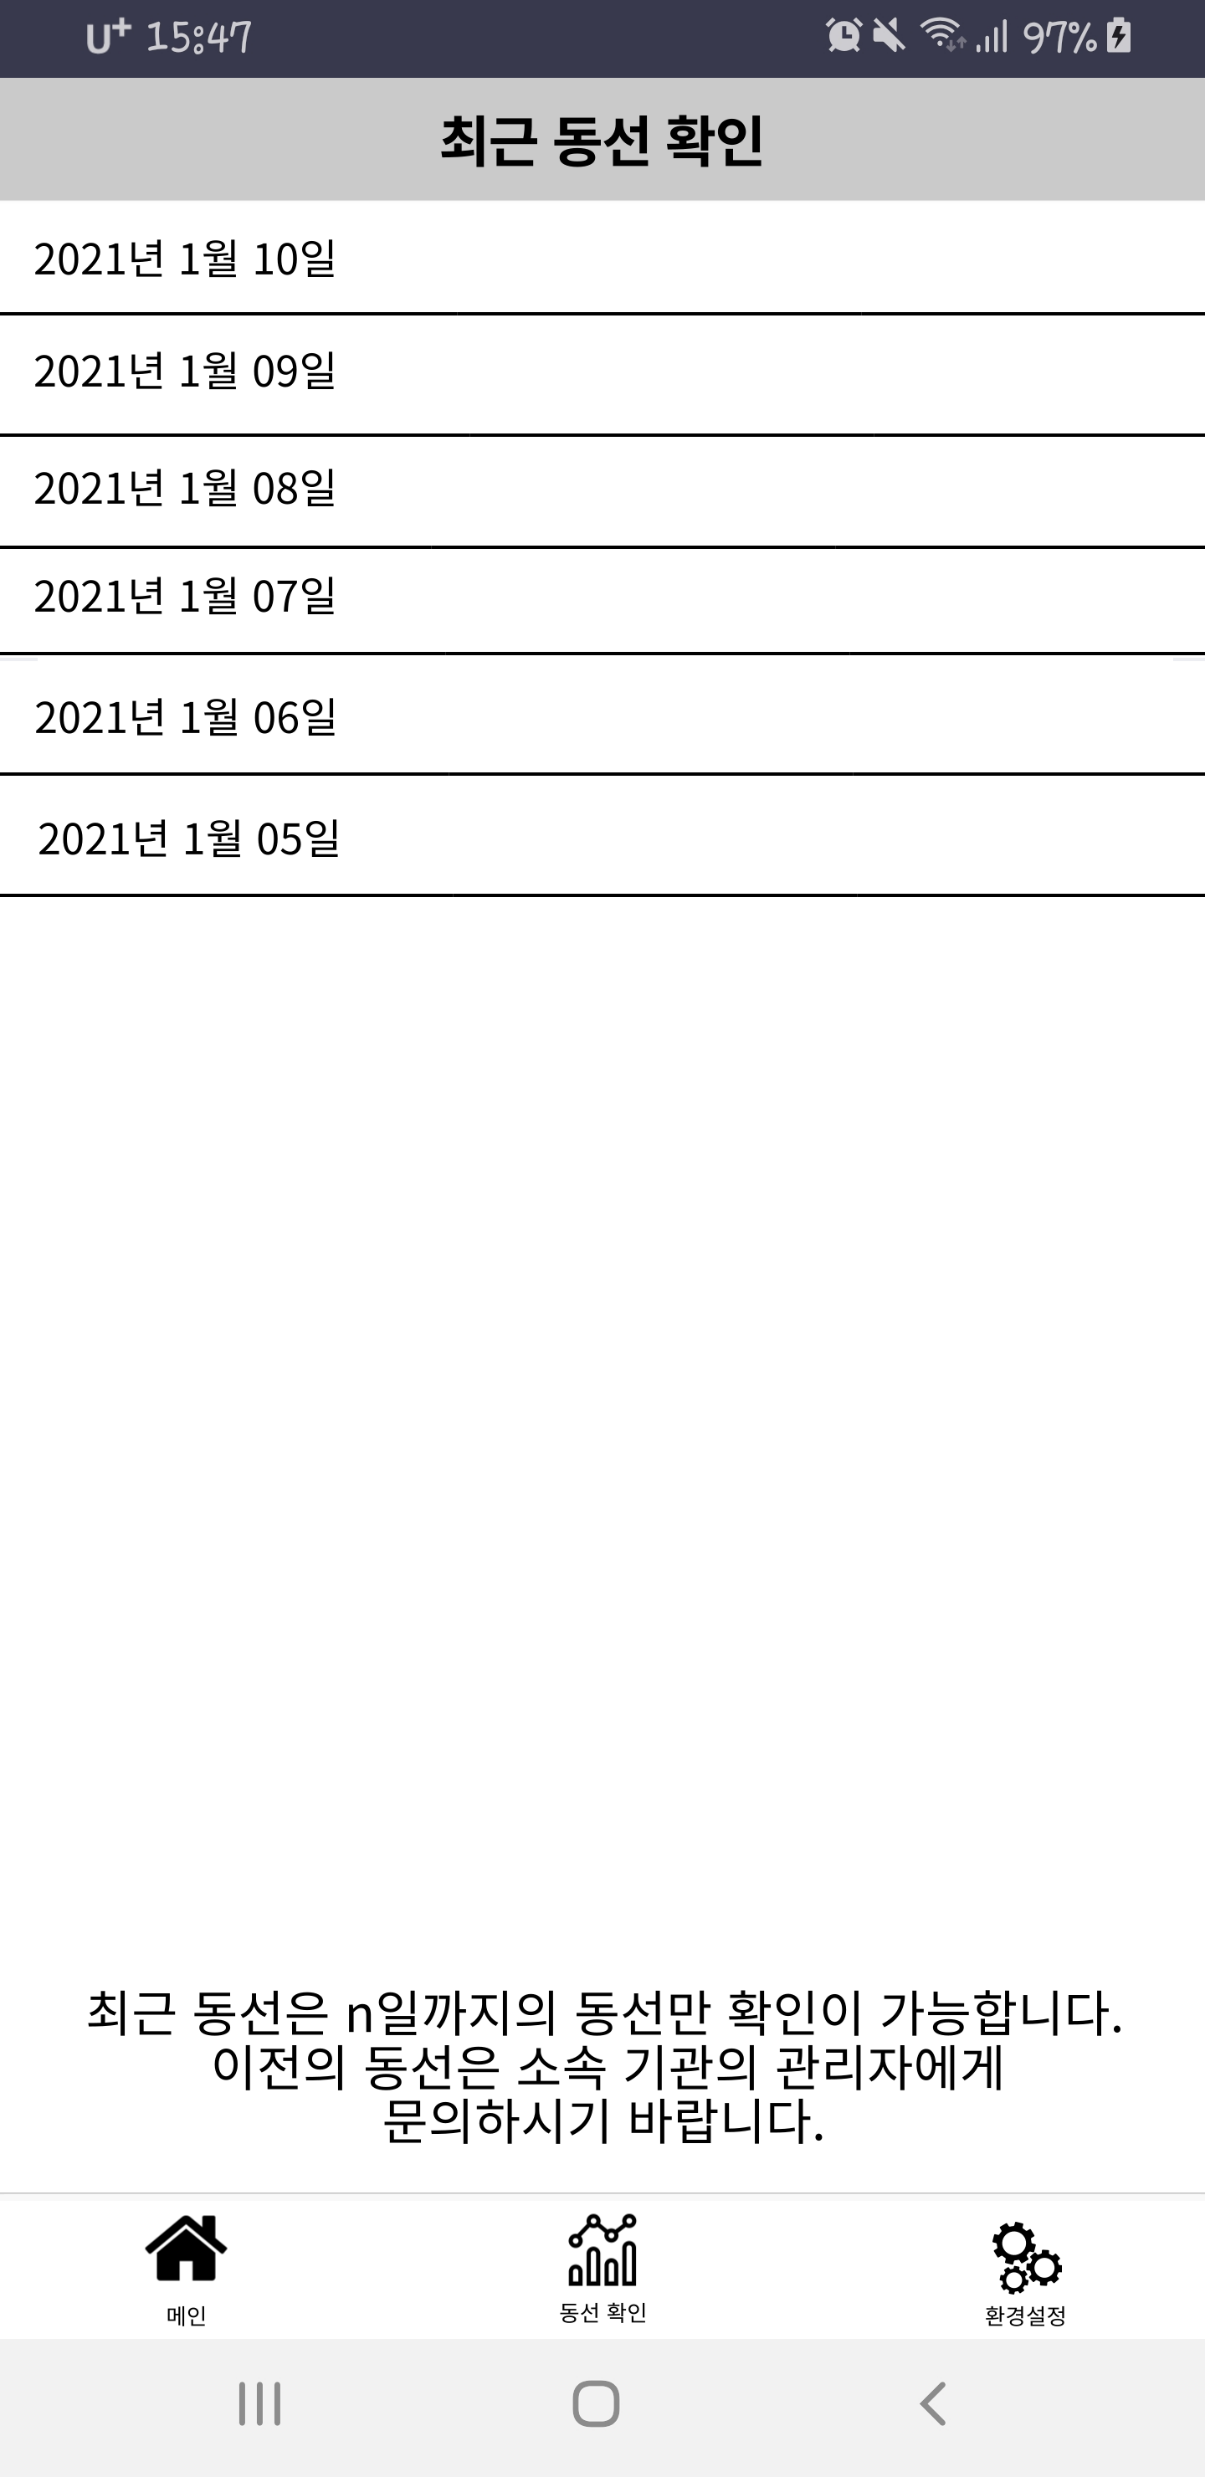 U+ 15:47 97%
최근 동선 확인
2021년 1월 10일
2021년 1월 09일
2021년 1월 08일
2021년 1월 07일
2021년 1월 06일
2021년 1월 05일
최근 동선은 n일까지의 동선만 확인이 가능합니다.
이전의 동선은 소속 기관의 관리자에게
문의하시기 바랍니다.
메인 동선 확인 환경설정